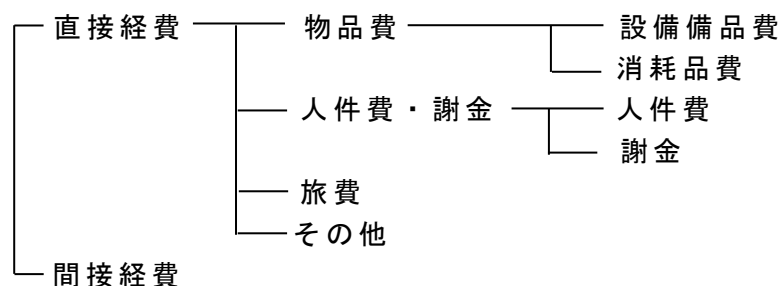 直接経費 物品費 設備備品費
消耗品費
人件費・謝金 人件費
謝金
旅費
その他
間接経費